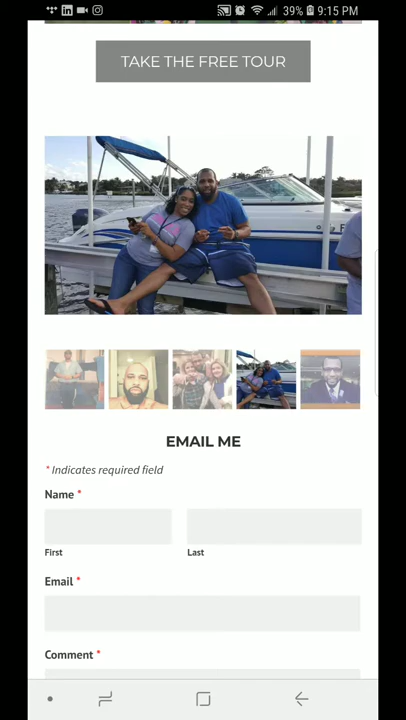 39% 9:15 PM
TAKE THE FREE TOUR
EMAIL ME
* Indicates required field
Name *
First Last
Email *
Comment *